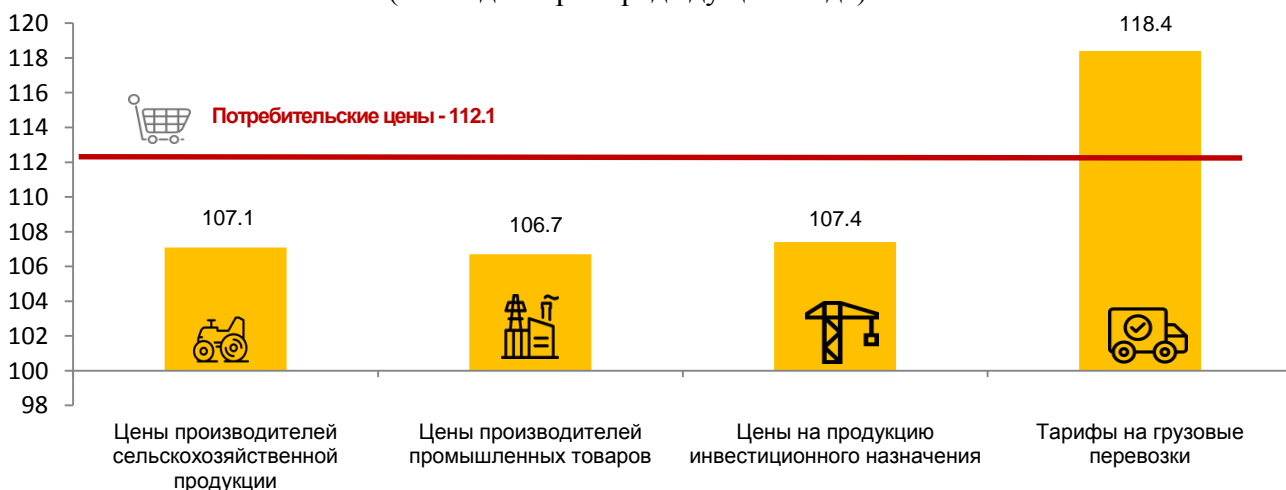 120
118
116
114
112
110
108
106
104
102
100
98
Потребительские цены - 112.1
107.1
106.7
107.4
118.4
Цены производителей
сельскохозяйственной
продукции
Цены производителей
промышленных товаров
Цены на продукцию
инвестиционного назначения
Тарифы на грузовые
перевозки